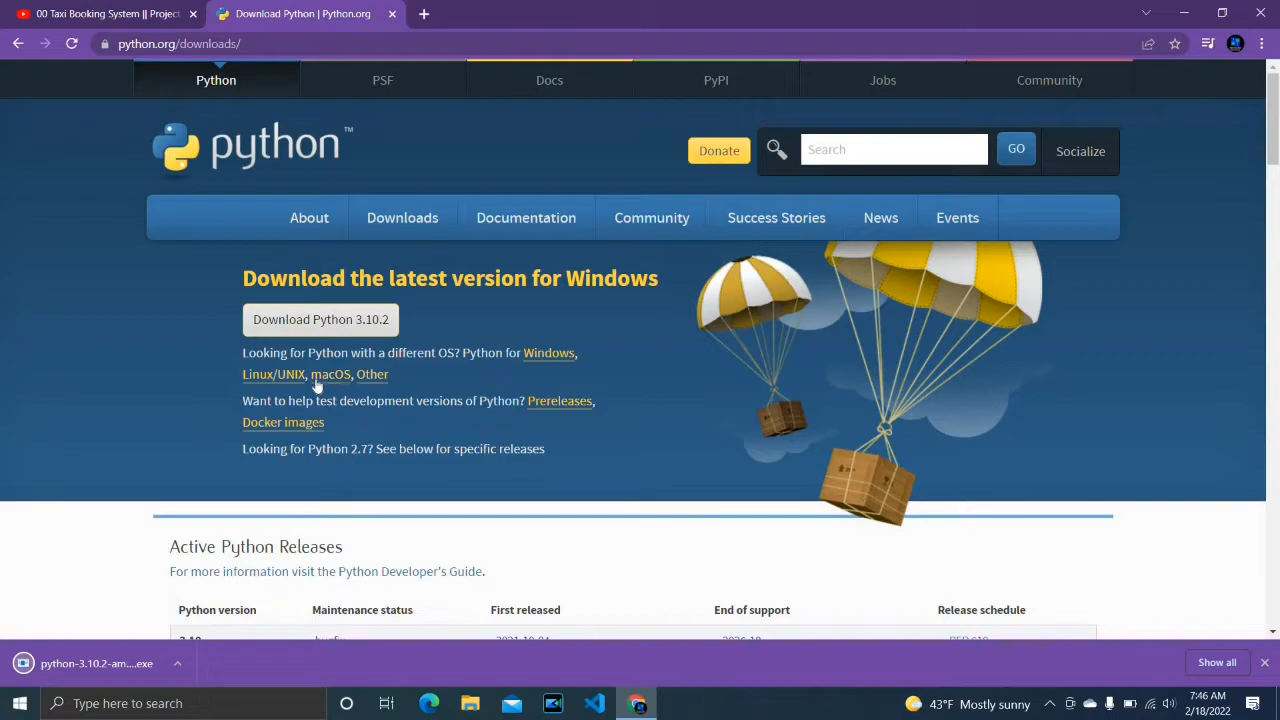 00 Taxi Booking System || Project
Download Python | Python.org
python.org/downloads/
Python
PSF
Docs
PyPI
Jobs
Community
python™
Donate
Search
GO
Socialize
About
Downloads
Documentation
Community
Success Stories
News
Events
Download the latest version for Windows
Download Python 3.10.2
Looking for Python with a different OS? Python for Windows,
Linux/UNIX, macOS, Other
Want to help test development versions of Python? Prereleases,
Docker images
Looking for Python 2.7? See below for specific releases
Active Python Releases
For more information visit the Python Developer's Guide.
Python version
Maintenance status
First released
End of support
Release schedule
python-3.10.2-am....exe
Show all
Type here to search
43°F Mostly sunny
7:46 AM
2/18/2022